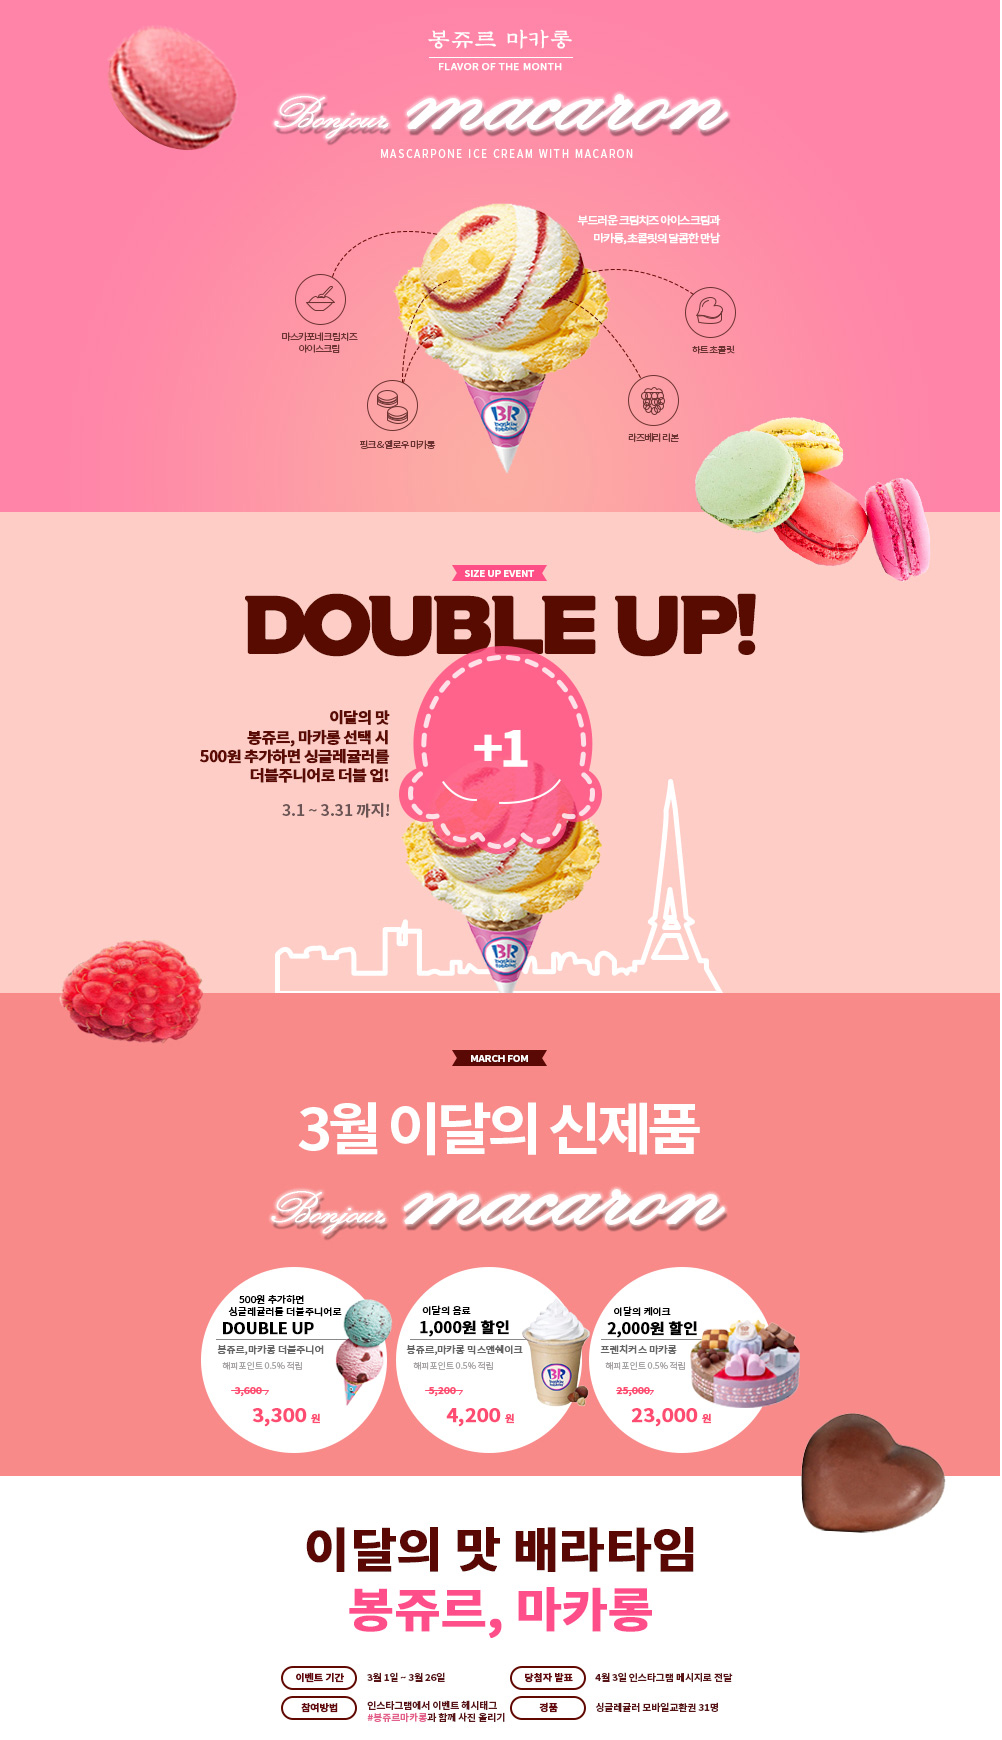 봉쥬르 마카롱
FLAVOR OF THE MONTH
Bonjour, macaron
MASCARPONE ICE CREAM WITH MACARON
부드러운 크림치즈 아이스크림과
마카롱, 초콜릿의 달콤한 만남
마스카포네 크림치즈
아이스크림
하트 초콜릿
핑크&옐로우 마카롱
라즈베리 리본
BR
baskin
robbins
SIZE UP EVENT
DOUBLE UP!
+1
이달의 맛
봉쥬르, 마카롱 선택 시
500원 추가하면 싱글레귤러를
더블주니어로 더블 업!
3.1 ~ 3.31 까지!
BR
baskin
robbins
MARCH FOM
3월 이달의 신제품
Bonjour, macaron
500원 추가하면
싱글레귤러를 더블주니어로
DOUBLE UP
봉쥬르,마카롱 더블주니어
해피포인트 0.5% 적립
3,600
3,300 원
이달의 음료
1,000원 할인
봉쥬르,마카롱 믹스앤쉐이크
해피포인트 0.5% 적립
5,200
4,200 원
BR
이달의 케이크
2,000원 할인
프렌치키스 마카롱
해피포인트 0.5% 적립
25,000
23,000 원
이달의 맛 배라타임
봉쥬르, 마카롱
이벤트 기간 3월 1일 ~ 3월 26일
당첨자 발표 4월 3일 인스타그램 메시지로 전달
참여방법 인스타그램에서 이벤트 해시태그
#봉쥬르마카롱과 함께 사진 올리기
경품 싱글레귤러 모바일교환권 31명